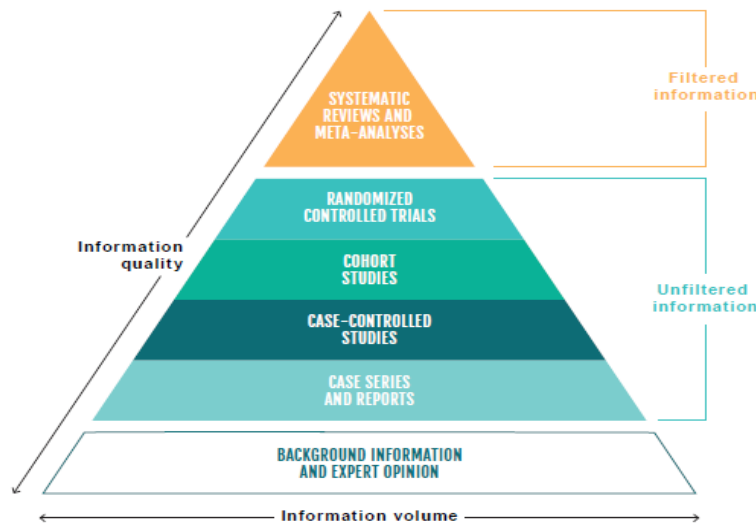 SYSTEMATIC
REVIEWS AND
META-ANALYSES
Filtered
information
RANDOMIZED
CONTROLLED TRIALS
Information
quality
COHORT
STUDIES
Unfiltered
information
CASE-CONTROLLED
STUDIES
CASE SERIES
AND REPORTS
BACKGROUND INFORMATION
AND EXPERT OPINION
Information volume